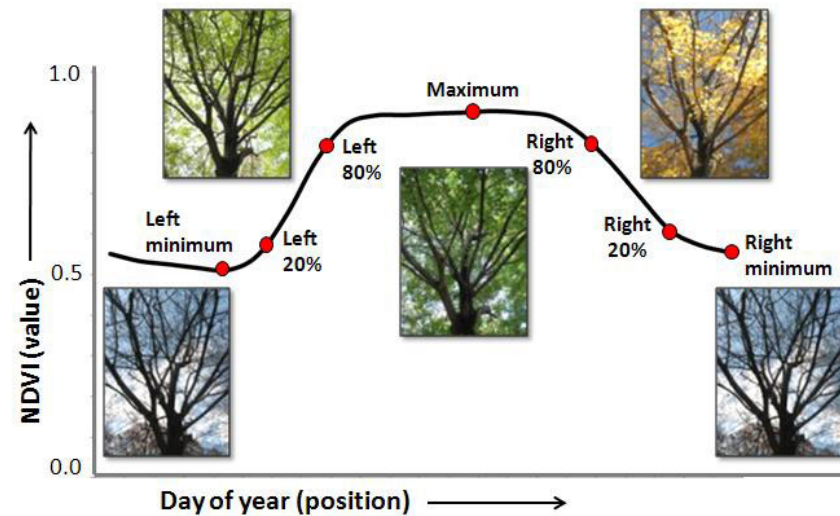 1.0
Maximum
Left
80%
Right
80%
Left
minimum
Left
20%
Right
20%
Right
minimum
0.5
NDVI (value)
0.0
Day of year (position)